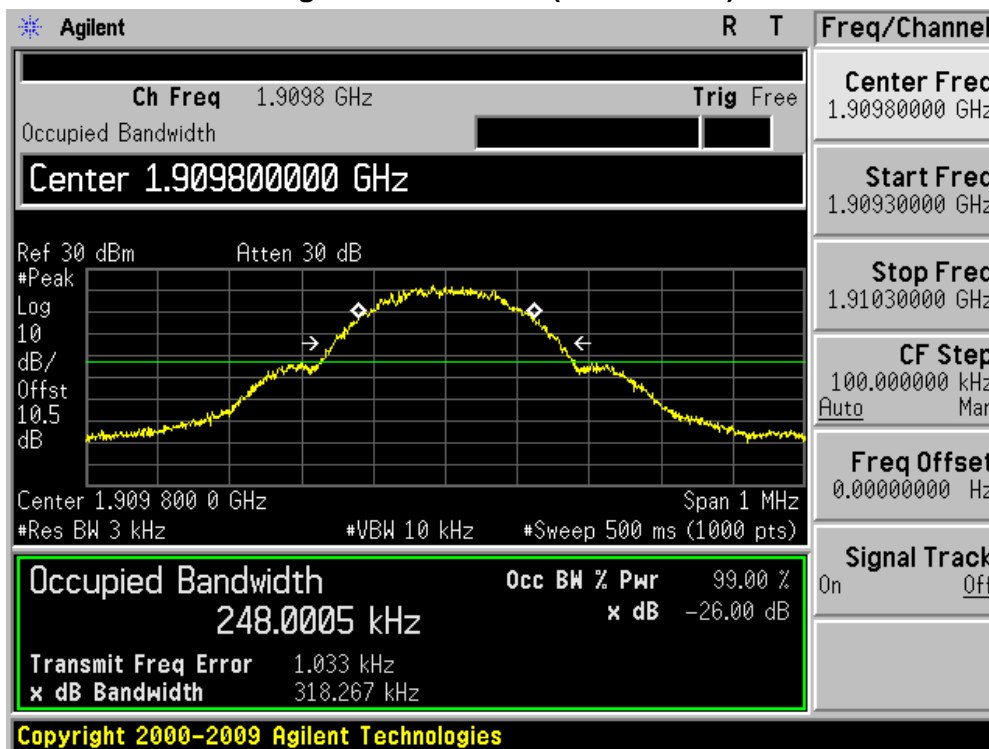 Agilent R T Freq/Channel
Ch Freq 1.9098 GHz Trig Free
Occupied Bandwidth
Center 1.909800000 GHz
Ref 30 dBm Atten 30 dB
#Peak
Log
10
dB/
Offst
10.5
dB
Center 1.909 800 0 GHz Span 1 MHz
#Res BW 3 kHz #VBW 10 kHz #Sweep 500 ms (1000 pts)
Occupied Bandwidth Occ BW % Pwr 99.00 %
248.0005 kHz x dB -26.00 dB
Transmit Freq Error 1.033 kHz
x dB Bandwidth 318.267 kHz
Copyright 2000-2009 Agilent Technologies
Center Freq
1.90980000 GHz
Start Freq
1.90930000 GHz
Stop Freq
1.91030000 GHz
CF Step
100.000000 kHz
Auto Man
Freq Offset
0.00000000 Hz
Signal Track
On Off